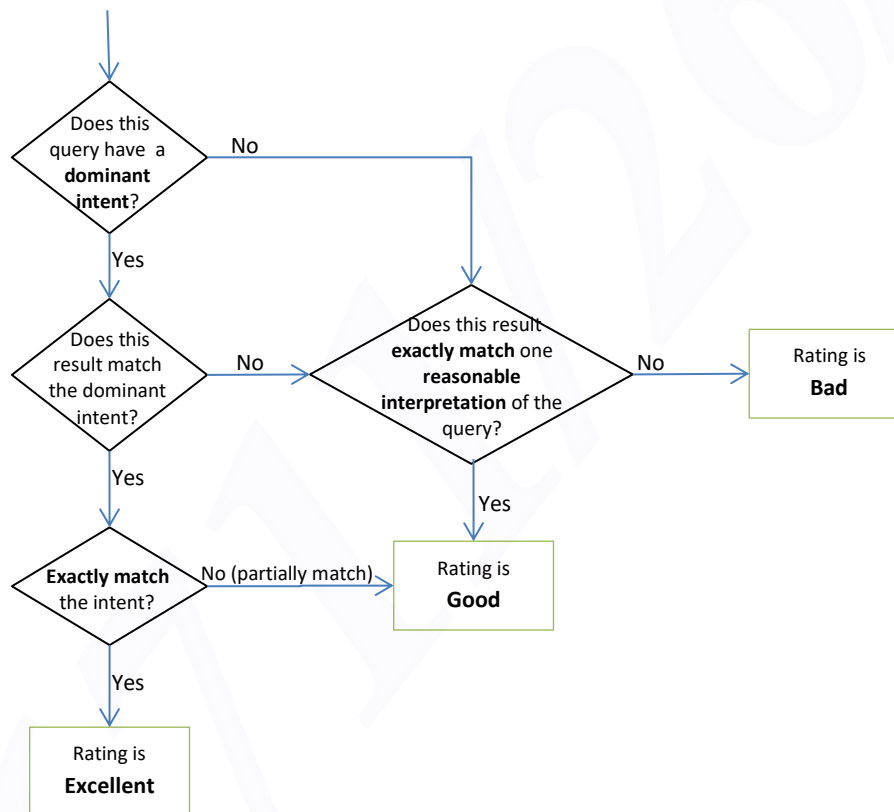 Does this
query have a
dominant
intent?
No
Yes
Does this
result match
the dominant
intent?
No
Does this result
exactly match one
reasonable
interpretation of the
query?
No
Rating is
Bad
Yes
Yes
Exactly match
the intent?
No (partially match)
Rating is
Good
Yes
Rating is
Excellent